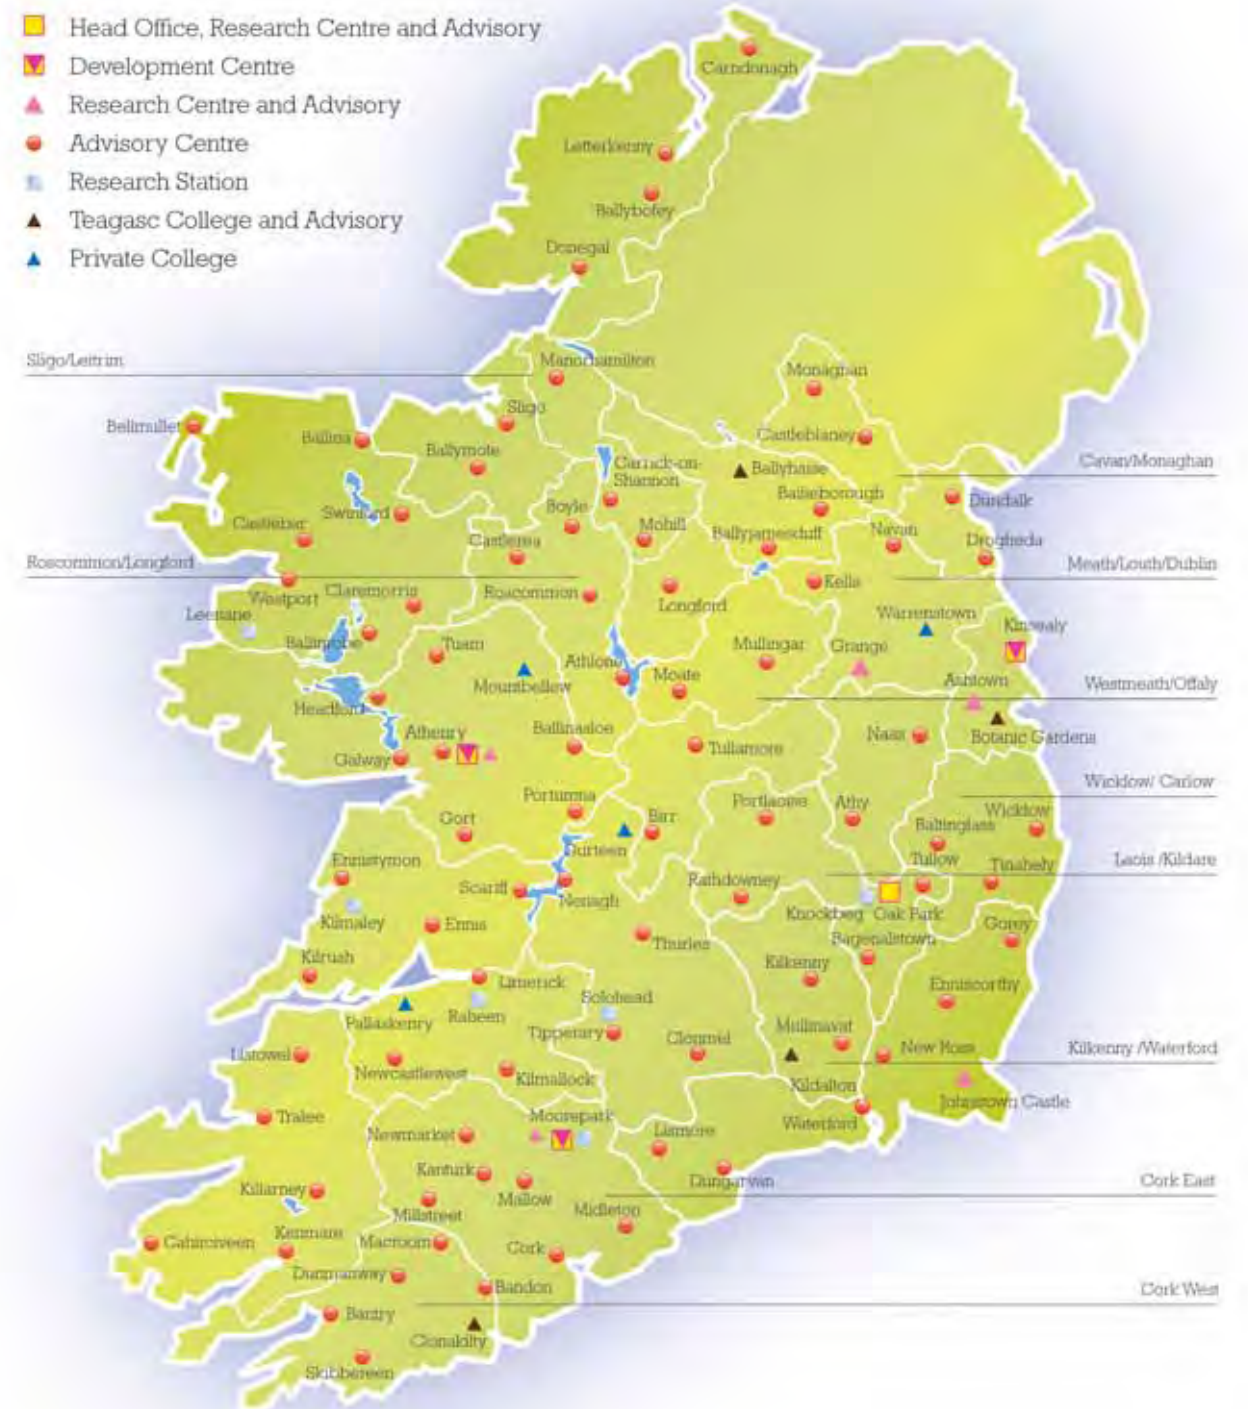 Head Office, Research Centre and Advisory
Development Centre
Research Centre and Advisory
Advisory Centre
Research Station
Teagasc College and Advisory
Private College
Carndonagh
Letterkenny
Ballybofey
Donegal
Sligo/Leitrim
Manorhamilton
Monaghan
Sligo
Bellmullet
Ballina
Castleblaney
Ballymote
Carrick-on-
Shannon
Ballyhaise
Cavan/Monaghan
Bailieborough
Dundalk
Swinford
Boyle
Castlebar
Mohill
Ballyjamesduff
Navan
Castlerea
Drogheda
Roscommon/Longford
Meath/Louth/Dublin
Westport
Claremorris
Roscommon
Longford
Kells
Leenane
Warrenstown
Kinsealy
Ballinrobe
Tuam
Mullingar
Grange
Athlone
Moate
Mountbellew
Ashtown
Westmeath/Offaly
Headford
Athenry
Ballinasloe
Naas
Botanic Gardens
Galway
Tullamore
Wicklow/ Carlow
Portumna
Portlaoise
Athy
Wicklow
Gort
Birr
Baltinglass
Gurteen
Ennistymon
Tullow
Tinahely
Laois /Kildare
Scariff
Rathdowney
Nenagh
Knockbeg
Oak Park
Kilmaley
Ennis
Gorey
Thurles
Bagenalstown
Kilrush
Kilkenny
Limerick
Enniscorthy
Solohead
Pallaskenry
Rabeen
Tipperary
Mullinavat
Clonmel
Listowel
New Ross
Kilkenny /Waterford
Newcastlewest
Kilmallock
Kildalton
Johnstown Castle
Moorepark
Tralee
Waterford
Newmarket
Lismore
Kanturk
Dungarvan
Cork East
Killarney
Mallow
Millstreet
Midleton
Kenmare
Cahirciveen
Macroom
Cork
Dunmanway
Bandon
Cork West
Bantry
Clonakilty
Skibbereen